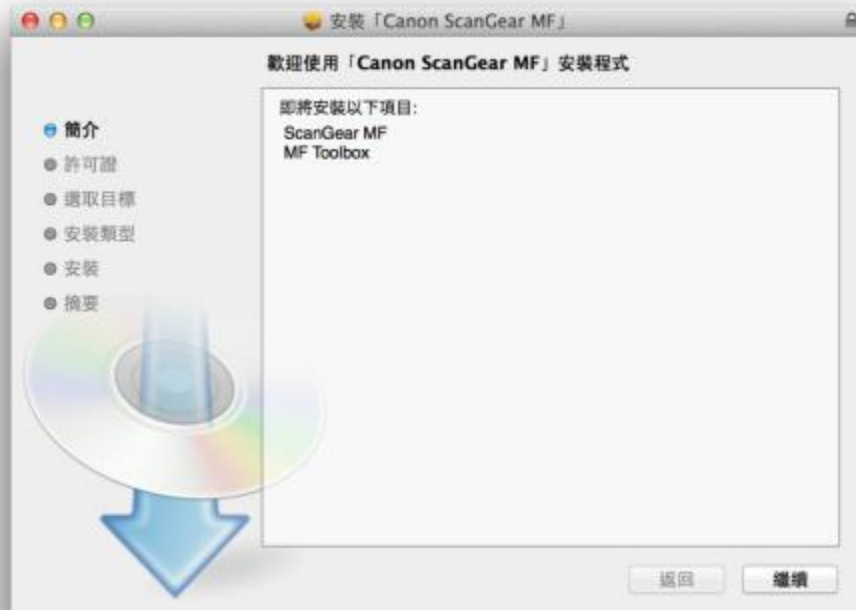 安裝「Canon ScanGear MF」
歡迎使用「Canon ScanGear MF」安裝程式
簡介
許可證
選取目標
安裝類型
安裝
摘要
即將安裝以下項目:
ScanGear MF
MF Toolbox
返回
繼續